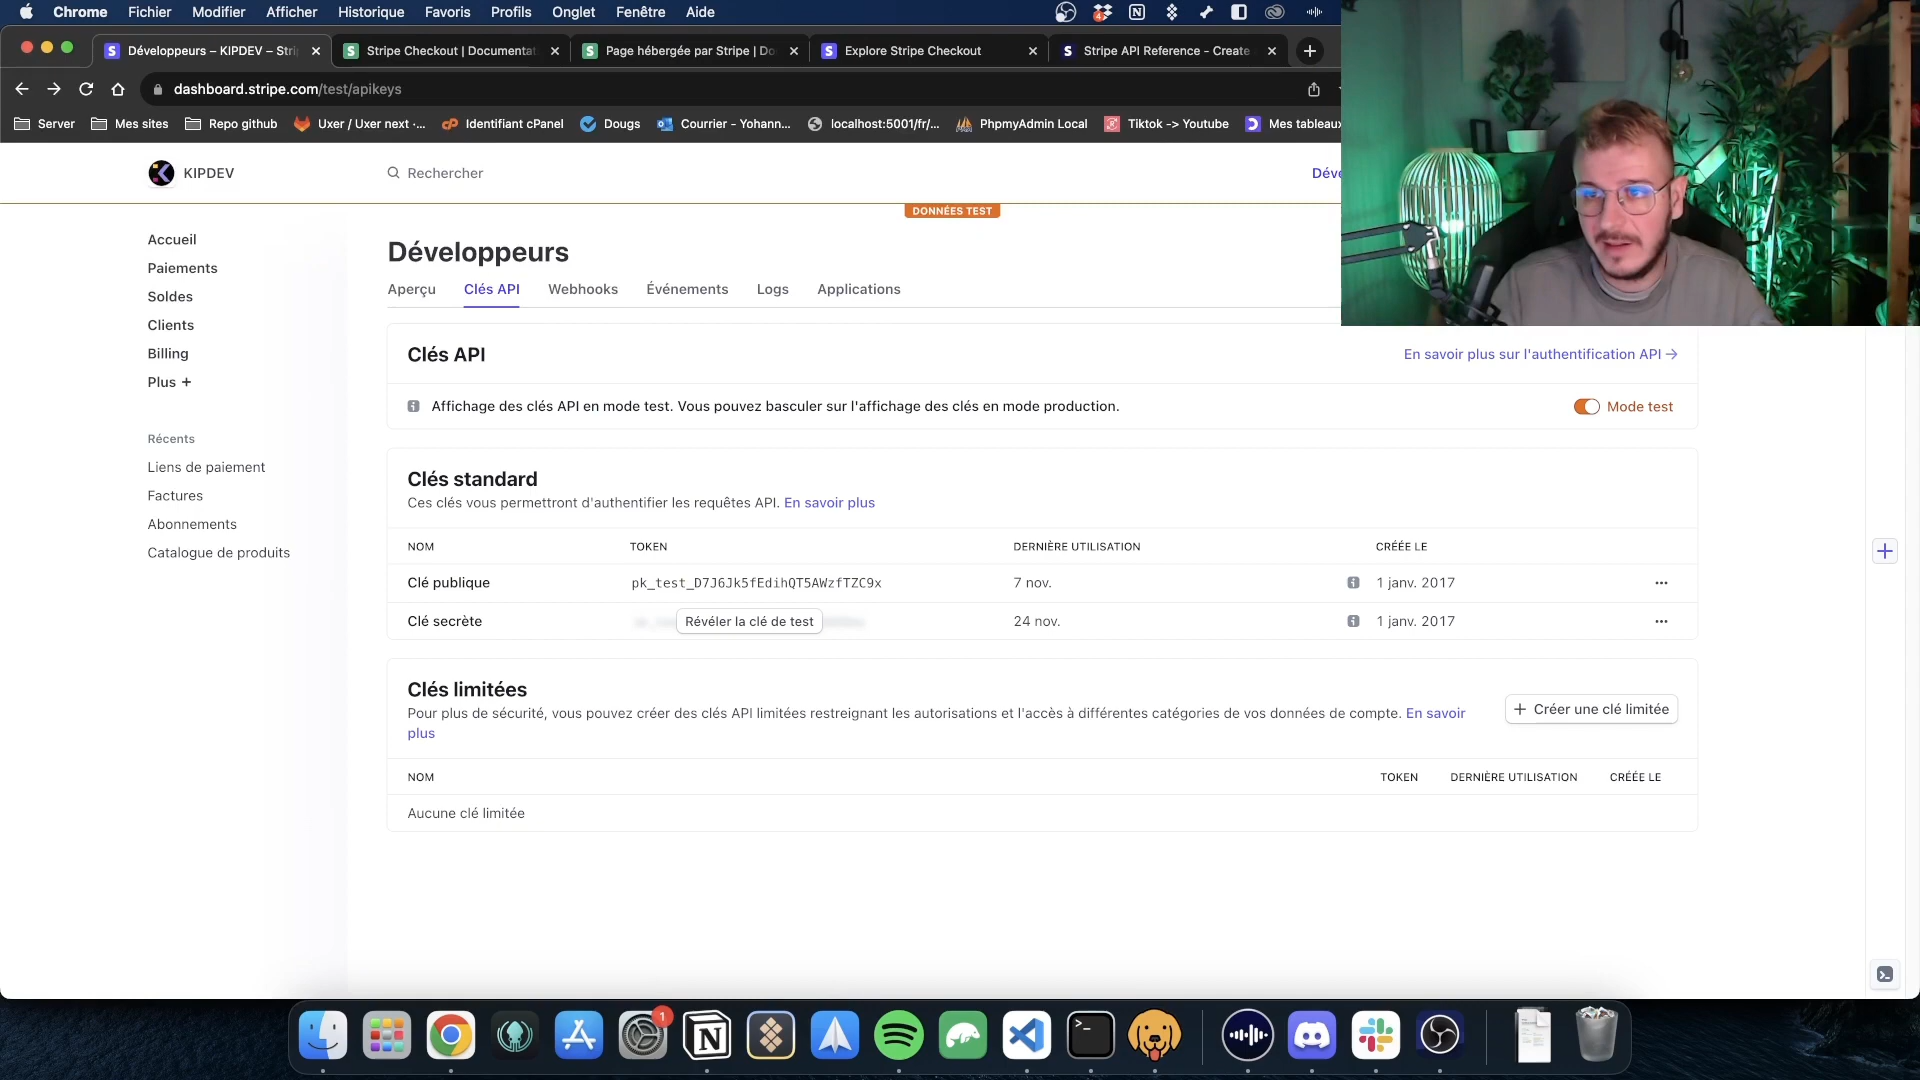 Chrome Fichier Modifier Afficher Historique Favoris Profils Onglet Fenêtre Aide
Développeurs – KIPDEV – Stri
Stripe Checkout | Documentat
Page hébergée par Stripe | Do
Explore Stripe Checkout
Stripe API Reference - Create
dashboard.stripe.com/test/apikeys
Server Mes sites Repo github Uxer / Uxer next -... Identifiant cPanel Dougs Courrier - Yohann... localhost:5001/fr/... PhpmyAdmin Local Tiktok -> Youtube Mes tableaux
KIPDEV
Rechercher
Déve
DONNÉES TEST
Accueil
Paiements
Soldes
Clients
Billing
Plus +
Récents
Liens de paiement
Factures
Abonnements
Catalogue de produits
Développeurs
Aperçu Clés API Webhooks Événements Logs Applications
Clés API
En savoir plus sur l'authentification API →
Affichage des clés API en mode test. Vous pouvez basculer sur l'affichage des clés en mode production.
Mode test
Clés standard
Ces clés vous permettront d'authentifier les requêtes API. En savoir plus
NOM TOKEN DERNIÈRE UTILISATION CRÉÉE LE
Clé publique pk_test_D7J6Jk5fEdihQT5AWzfTZC9x 7 nov. 1 janv. 2017
Clé secrète Révéler la clé de test 24 nov. 1 janv. 2017
Clés limitées
Pour plus de sécurité, vous pouvez créer des clés API limitées restreignant les autorisations et l'accès à différentes catégories de vos données de compte. En savoir
plus
+ Créer une clé limitée
NOM TOKEN DERNIÈRE UTILISATION CRÉÉE LE
Aucune clé limitée
1